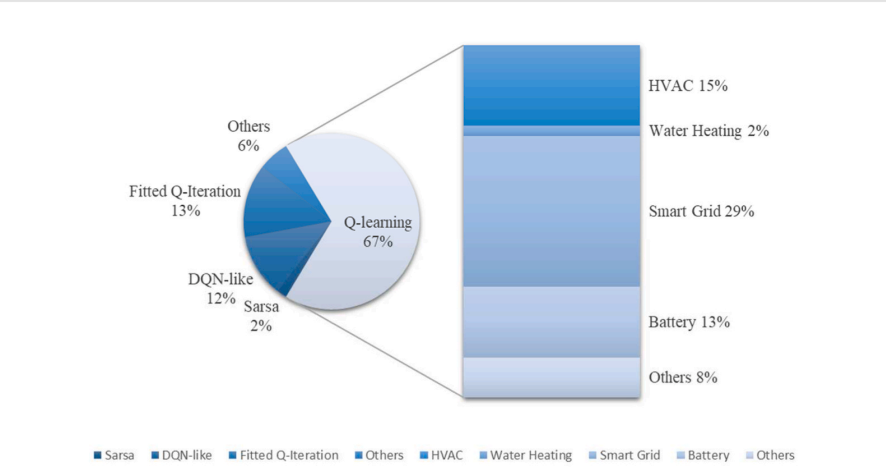 Others
6%
Fitted Q-Iteration
13%
DQN-like
12%
Sarsa
2%
Q-learning
67%
HVAC 15%
Water Heating 2%
Smart Grid 29%
Battery 13%
Others 8%
Sarsa DQN-like Fitted Q-Iteration Others HVAC Water Heating Smart Grid Battery Others